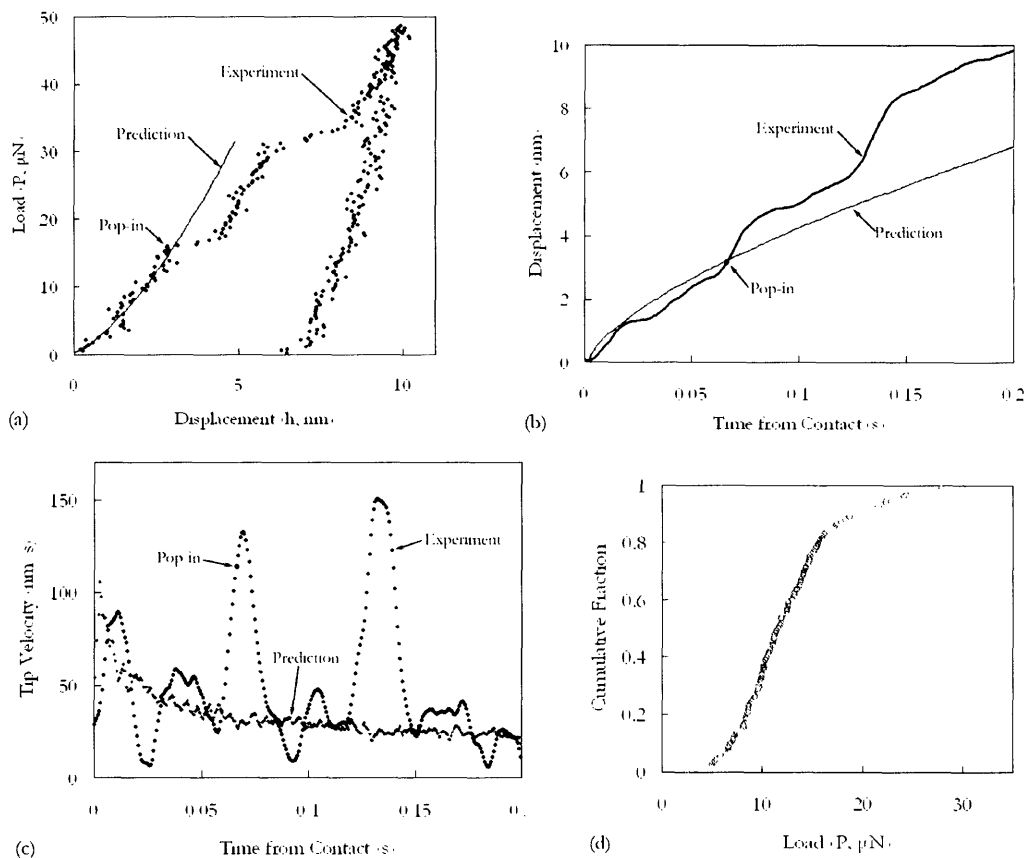 50
40
30
20
10
0
Load (P, μN)
Experiment
Prediction
Pop-in
0 5 10
(a)
Displacement (h, nm)
10
8
6
4
2
0
Displacement (nm)
Experiment
Prediction
Pop-in
0 0.05 0.1 0.15 0.2
(b)
Time from Contact (s)
150
100
50
0
Tip Velocity (nm/s)
Pop in
Experiment
Prediction
0 0.05 0.1 0.15 0.
(c)
Time from Contact (s)
1
0.8
0.6
0.4
0.2
0
Cumulative Fraction
0 10 20 30
(d)
Load (P, μN)